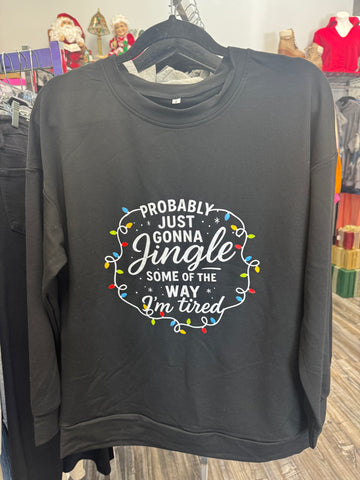 PROBABLY
JUST
GONNA
Jingle
SOME OF THE
WAY
I'm tired